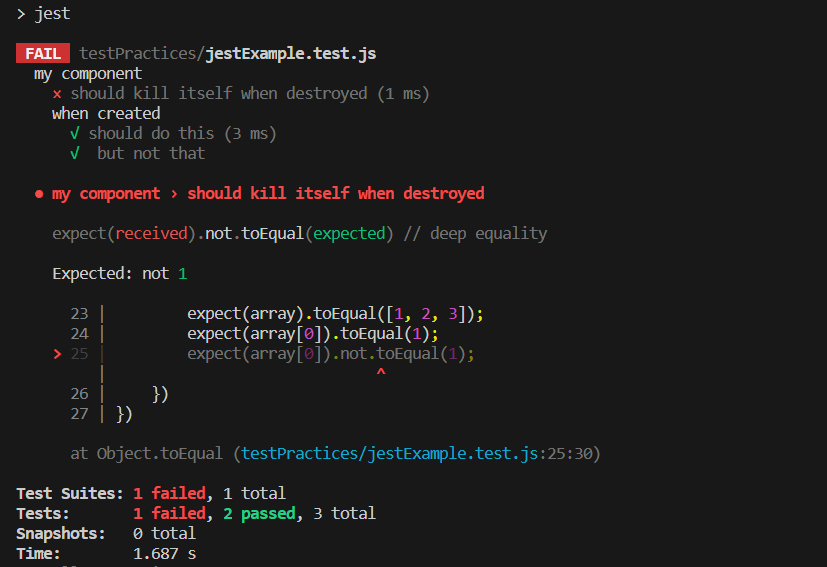 > jest
FAIL testPractices/jestExample.test.js
my component
× should kill itself when destroyed (1 ms)
when created
√ should do this (3 ms)
√  but not that
● my component › should kill itself when destroyed
expect(received).not.toEqual(expected) // deep equality
Expected: not 1
23 |         expect(array).toEqual([1, 2, 3]);
24 |         expect(array[0]).toEqual(1);
> 25 |         expect(array[0]).not.toEqual(1);
|                              ^
26 |     })
27 | })
at Object.toEqual (testPractices/jestExample.test.js:25:30)
Test Suites: 1 failed, 1 total
Tests:       1 failed, 2 passed, 3 total
Snapshots:   0 total
Time:        1.687 s